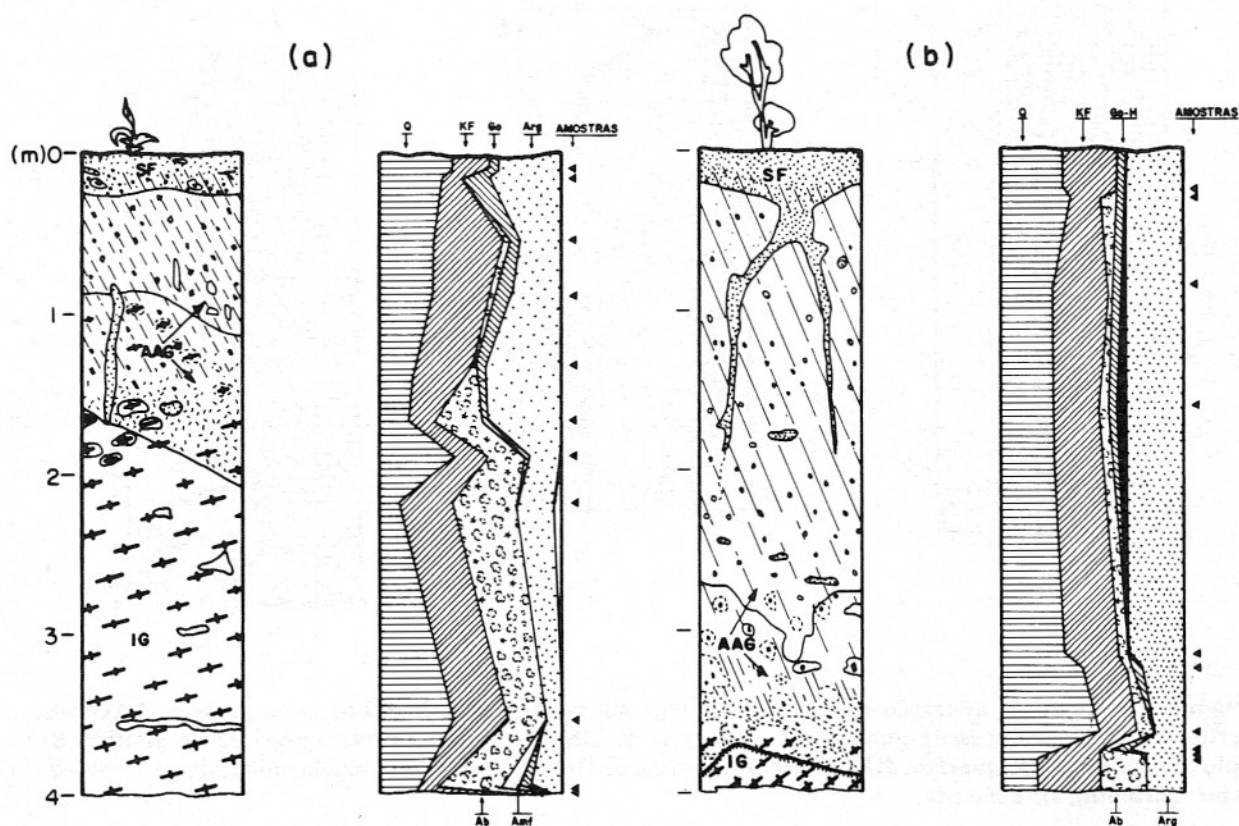 (a)
(b)
Q KF Go Arg AMOSTRAS
Q KF Go-H AMOSTRAS
(m) 0
SF
SF
1
AAG
2
3
IG
AAG
IG
4
Ab Amf
Ab Arg